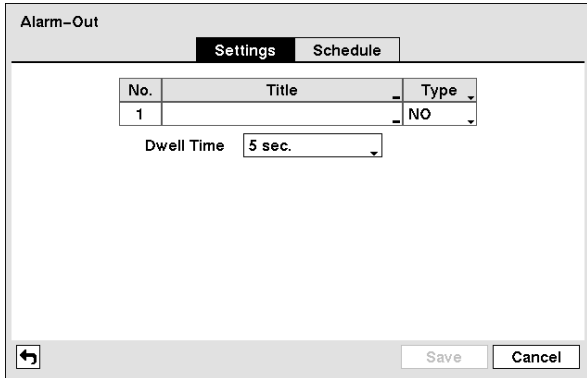 Alarm-Out
Settings Schedule
No. Title Type
1 NO
Dwell Time 5 sec.
Save Cancel